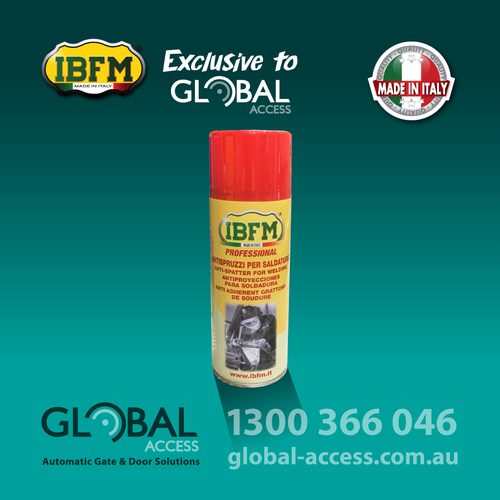 IBFM
MADE IN ITALY
Exclusive to
GLOBAL
ACCESS
QUALITY
MADE IN ITALY
IBFM
PROFESSIONAL
ANTISPRUZZI PER SALDATURE
ANTI-SPATTER FOR WELDING
ANTIPROYECCIONES
PARA SOLDADURA
ANTI ADHERENT GRATTONS
DE SOUDURE
www.ibfm.it
GLOBAL
ACCESS
Automatic Gate & Door Solutions
1300 366 046
global-access.com.au